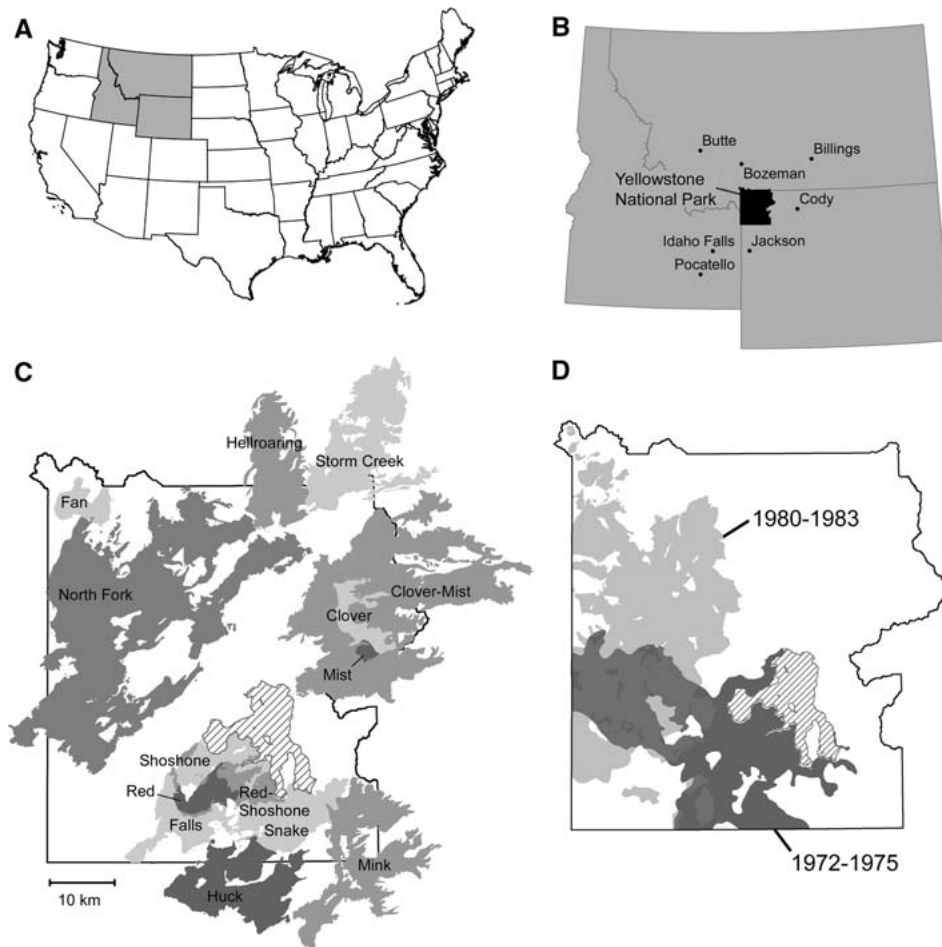 A
B
Butte
Billings
Bozeman
Yellowstone
National Park
Cody
Idaho Falls
Jackson
Pocatello
C
Hellroaring
Storm Creek
Fan
North Fork
Clover-Mist
Clover
Mist
Shoshone
Red
Red-
Shoshone
Falls
Snake
Mink
Huck
10 km
D
1980-1983
1972-1975